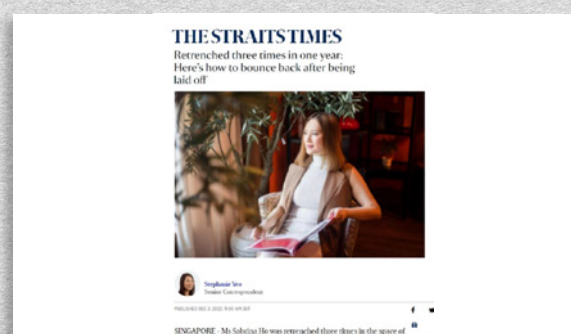 THE STRAITS TIMES
Retrenched three times in one year:
Here's how to bounce back after being
laid off
Stephanie Yeo
Senior Correspondent
SINGAPORE - Ms Sabrina Ho was retrenched three times in the space of